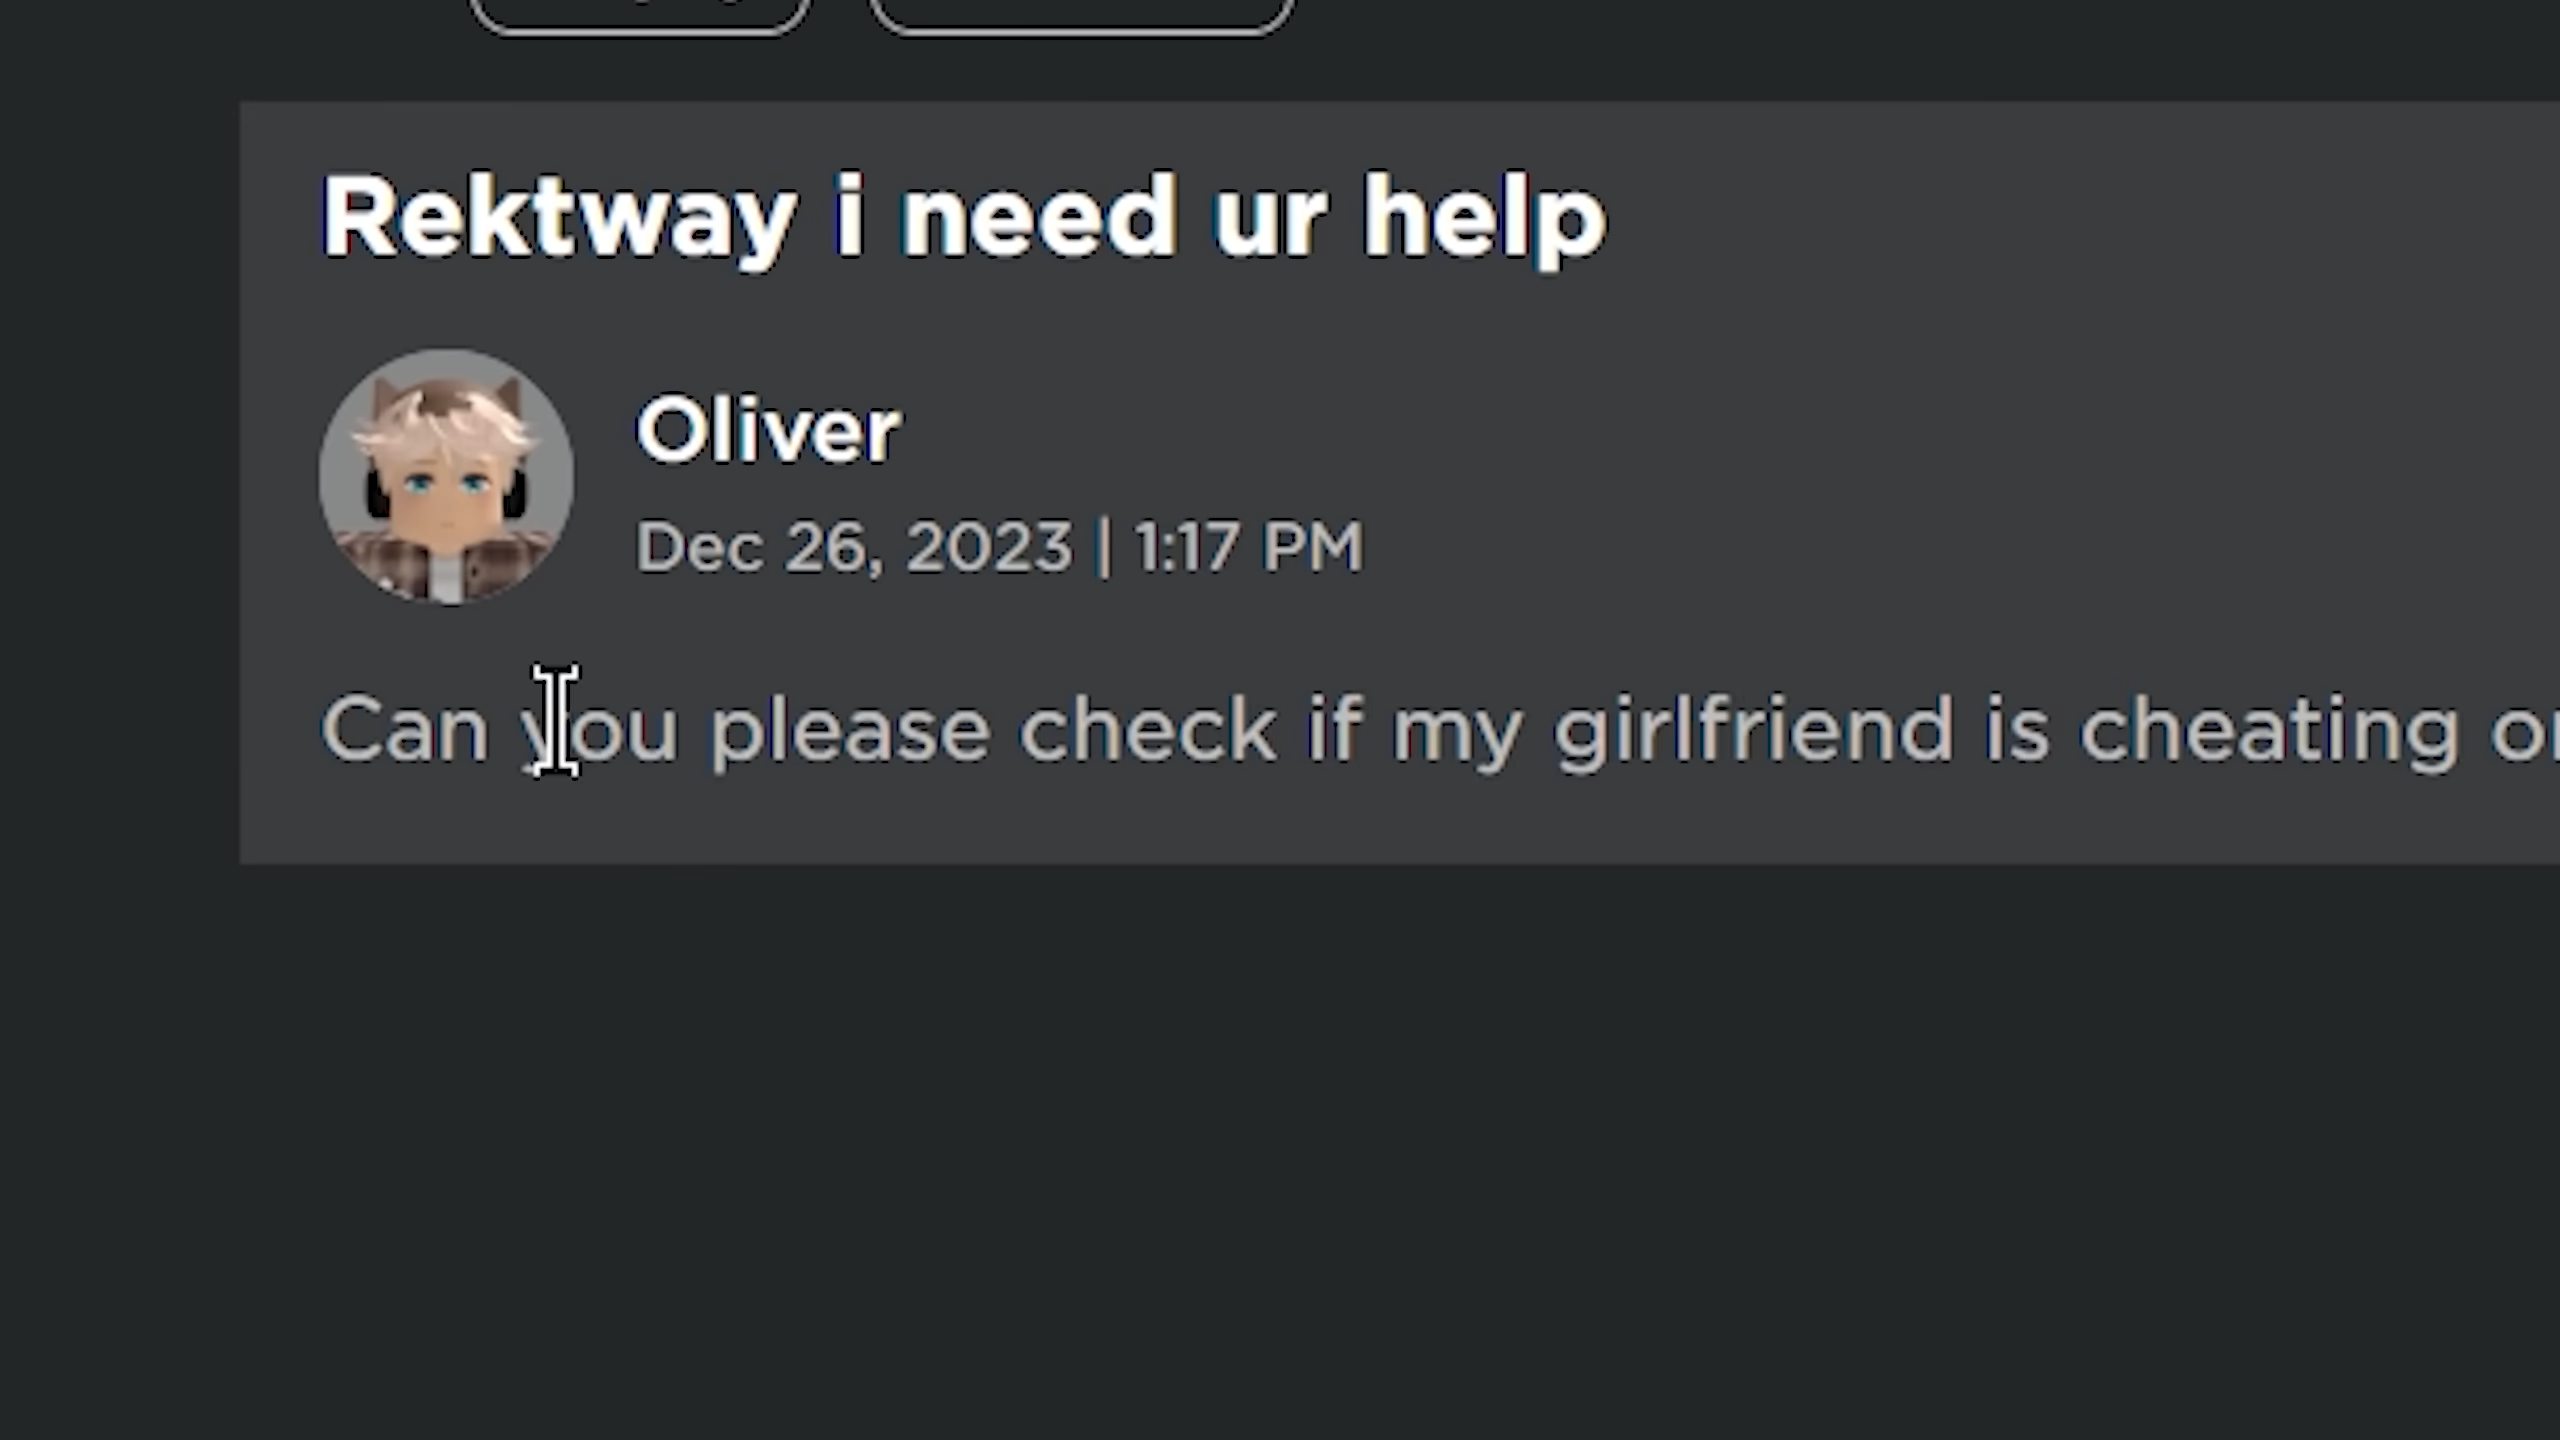 Rektway i need ur help
Oliver
Dec 26, 2023 | 1:17 PM
Can you please check if my girlfriend is cheating